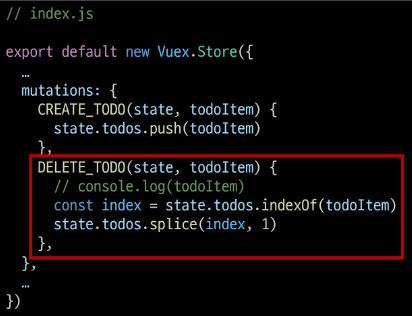 // index.js
export default new Vuex.Store({
…
mutations: {
CREATE_TODO(state, todoItem) {
state.todos.push(todoItem)
},
DELETE_TODO(state, todoItem) {
// console.log(todoItem)
const index = state.todos.indexOf(todoItem)
state.todos.splice(index, 1)
},
},
…
})